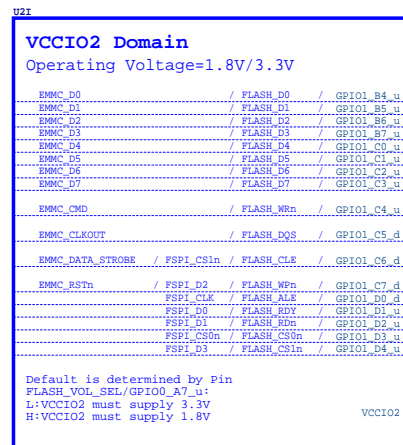 U2I
VCCIO2 Domain
Operating Voltage=1.8V/3.3V
EMMC_D0 / FLASH_D0 / GPIO1_B4_u
EMMC_D1 / FLASH_D1 / GPIO1_B5_u
EMMC_D2 / FLASH_D2 / GPIO1_B6_u
EMMC_D3 / FLASH_D3 / GPIO1_B7_u
EMMC_D4 / FLASH_D4 / GPIO1_C0_u
EMMC_D5 / FLASH_D5 / GPIO1_C1_u
EMMC_D6 / FLASH_D6 / GPIO1_C2_u
EMMC_D7 / FLASH_D7 / GPIO1_C3_u
EMMC_CMD / FLASH_WRn / GPIO1_C4_u
EMMC_CLKOUT / FLASH_DQS / GPIO1_C5_d
EMMC_DATA_STROBE / FSPI_CS1n / FLASH_CLE / GPIO1_C6_d
EMMC_RSTn / FSPI_D2 / FLASH_WPn / GPIO1_C7_d
FSPI_CLK / FLASH_ALE / GPIO1_D0_d
FSPI_D0 / FLASH_RDY / GPIO1_D1_u
FSPI_D1 / FLASH_RDn / GPIO1_D2_u
FSPI_CS0n / FLASH_CS0n / GPIO1_D3_u
FSPI_D3 / FLASH_CS1n / GPIO1_D4_u
Default is determined by Pin
FLASH_VOL_SEL/GPIO0_A7_u:
L:VCCIO2 must supply 3.3V
H:VCCIO2 must supply 1.8V
VCCIO2